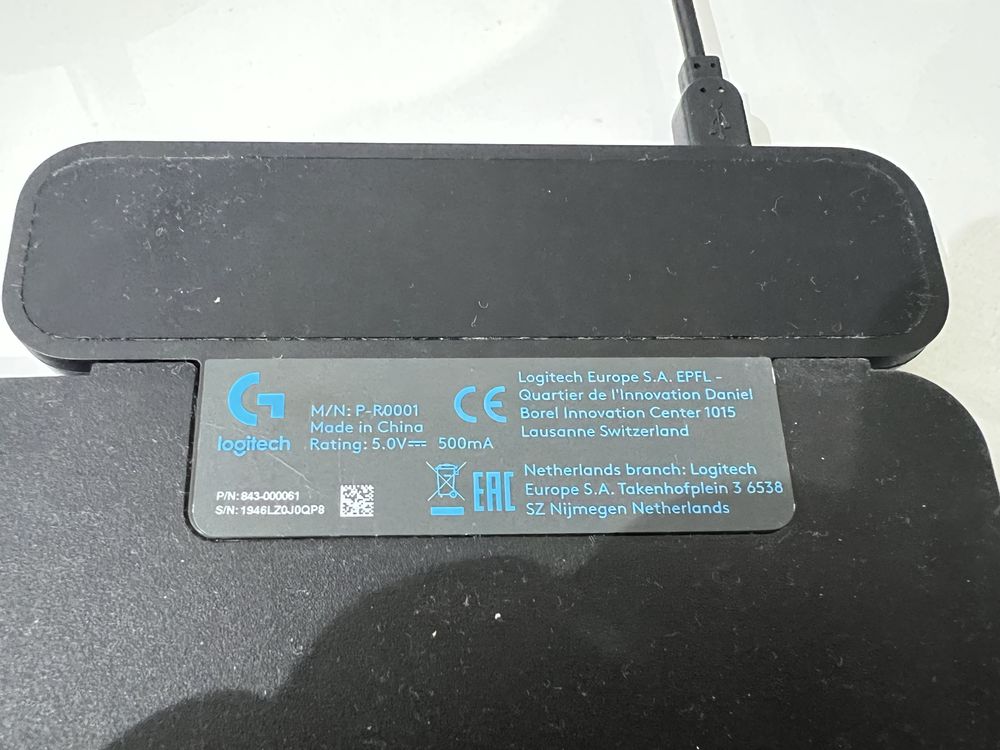 logitech
M/N: P-R0001
Made in China
Rating: 5.0V⎓ 500mA
P/N: 843-000061
S/N: 1946LZ0J0QP8
CE
Logitech Europe S.A. EPFL -
Quartier de l'Innovation Daniel
Borel Innovation Center 1015
Lausanne Switzerland
EAC
Netherlands branch: Logitech
Europe S.A. Takenhofplein 3 6538
SZ Nijmegen Netherlands